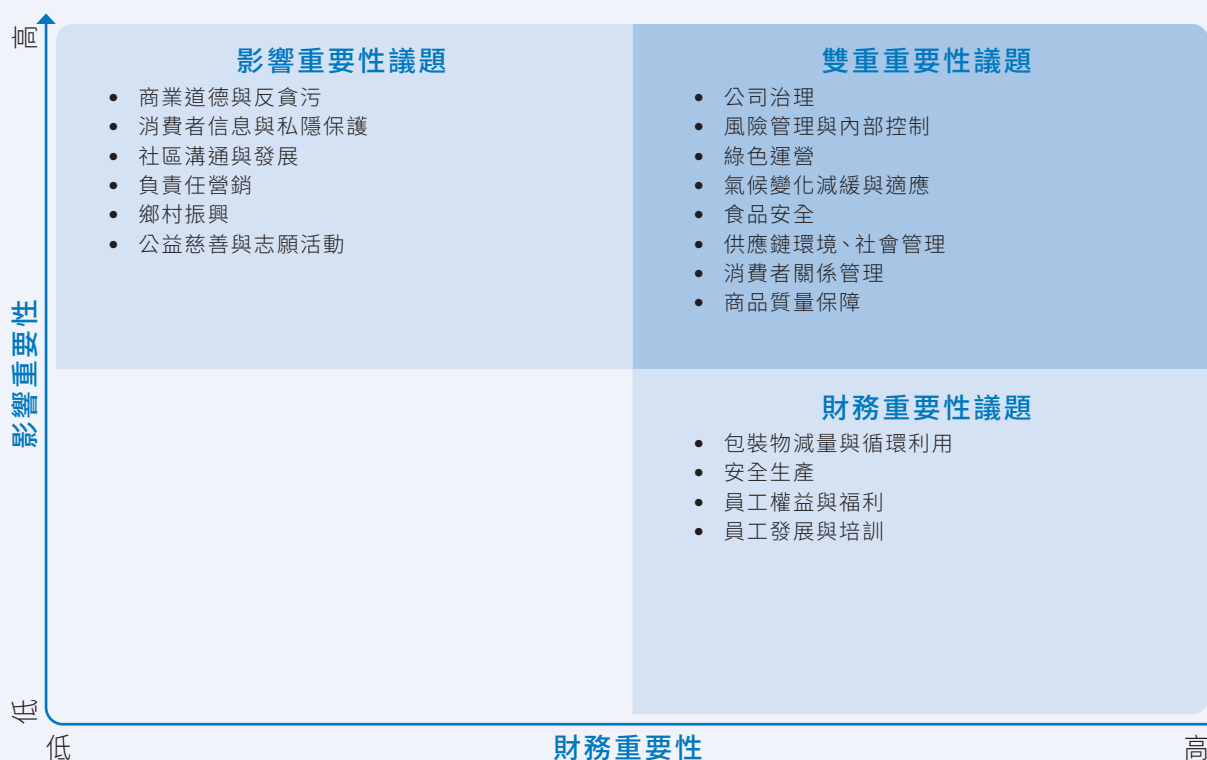 高
影響重要性議題
• 商業道德與反貪污
• 消費者信息與私隱保護
• 社區溝通與發展
• 負責任營銷
• 鄉村振興
• 公益慈善與志願活動
雙重重要性議題
• 公司治理
• 風險管理與內部控制
• 綠色運營
• 氣候變化減緩與適應
• 食品安全
• 供應鏈環境、社會管理
• 消費者關係管理
• 商品質量保障
影響重要性
財務重要性議題
• 包裝物減量與循環利用
• 安全生產
• 員工權益與福利
• 員工發展與培訓
低
低
財務重要性
高